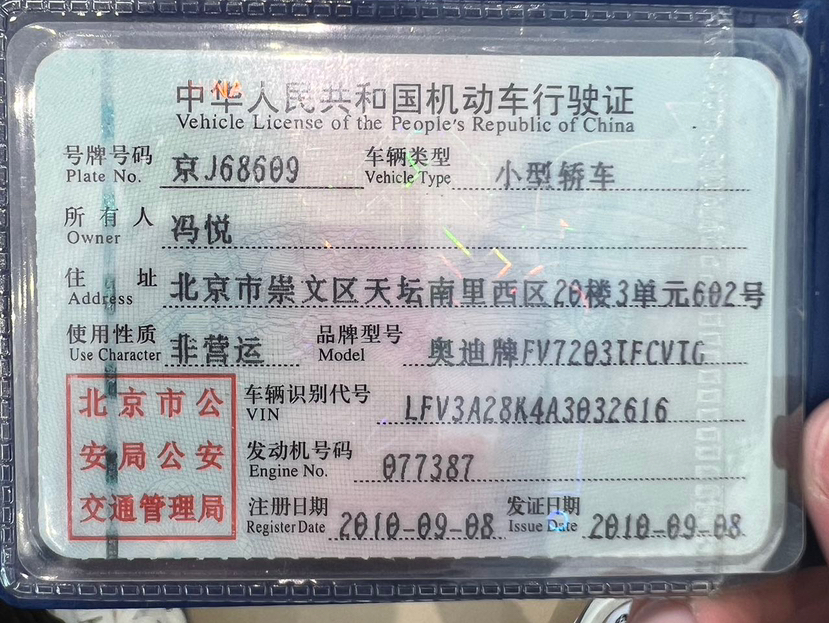 中华人民共和国机动车行驶证
Vehicle License of the People's Republic of China
号牌号码 京J68609 车辆类型 小型轿车
Plate No. Vehicle Type
所有人 冯悦
Owner
住址 北京市崇文区天坛南里西区20楼3单元602号
Address
使用性质 非营运 品牌型号 奥迪牌FV7203TFCVTG
Use Character Model
北京市公
安局公安
交通管理局
车辆识别代号 LFV3A28K4A3032616
VIN
发动机号码 077387
Engine No.
注册日期 2010-09-08 发证日期 2010-09-08
Register Date Issue Date